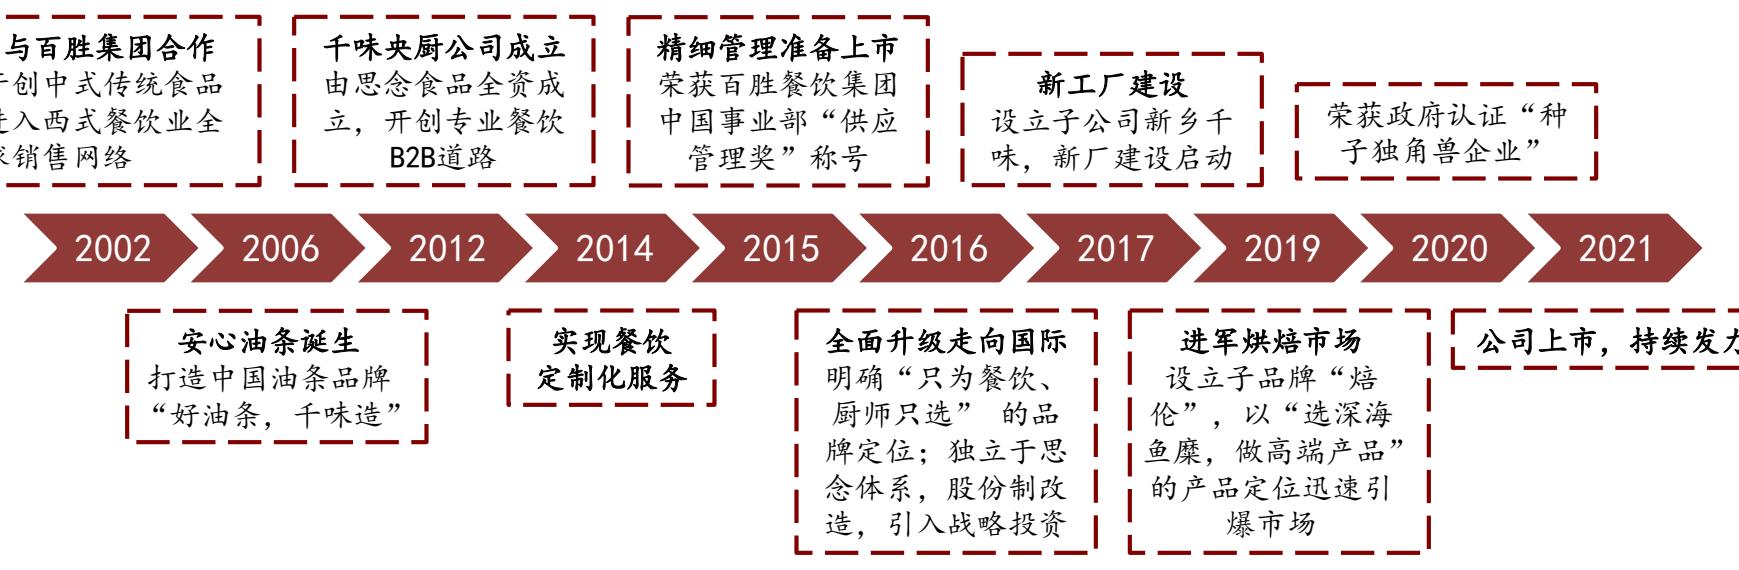 与百胜集团合作
创中式传统食品
入西式餐饮业全
销售网络
千味央厨公司成立
由思念食品全资成
立，开创专业餐饮
B2B道路
精细管理准备上市
荣获百胜餐饮集团
中国事业部“供应
管理奖”称号
新工厂建设
设立子公司新乡千
味，新厂建设启动
荣获政府认证“种
子独角兽企业”
2002
2006
2012
2014
2015
2016
2017
2019
2020
2021
安心油条诞生
打造中国油条品牌
“好油条，千味造”
实现餐饮
定制化服务
全面升级走向国际
明确“只为餐饮、
厨师只选” 的品
牌定位；独立于思
念体系，股份制改
造，引入战略投资
进军烘焙市场
设立子品牌“焙
伦”，以“选深海
鱼糜，做高端产品”
的产品定位迅速引
爆市场
公司上市，持续发力